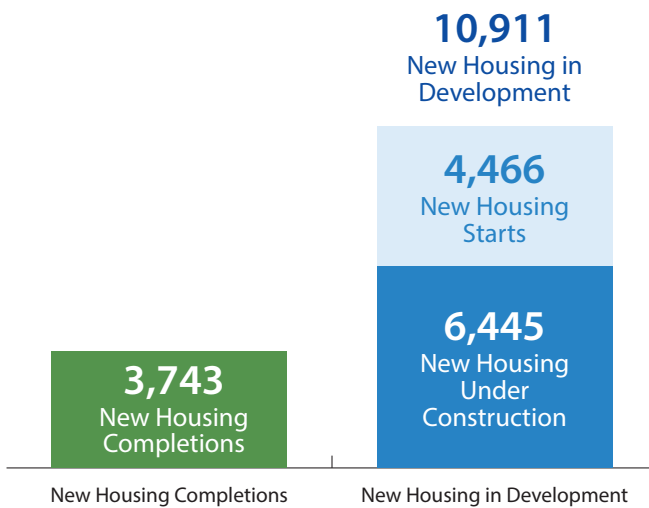 10,911
New Housing in
Development
4,466
New Housing
Starts
6,445
New Housing
Under
Construction
3,743
New Housing
Completions
New Housing Completions
New Housing in Development